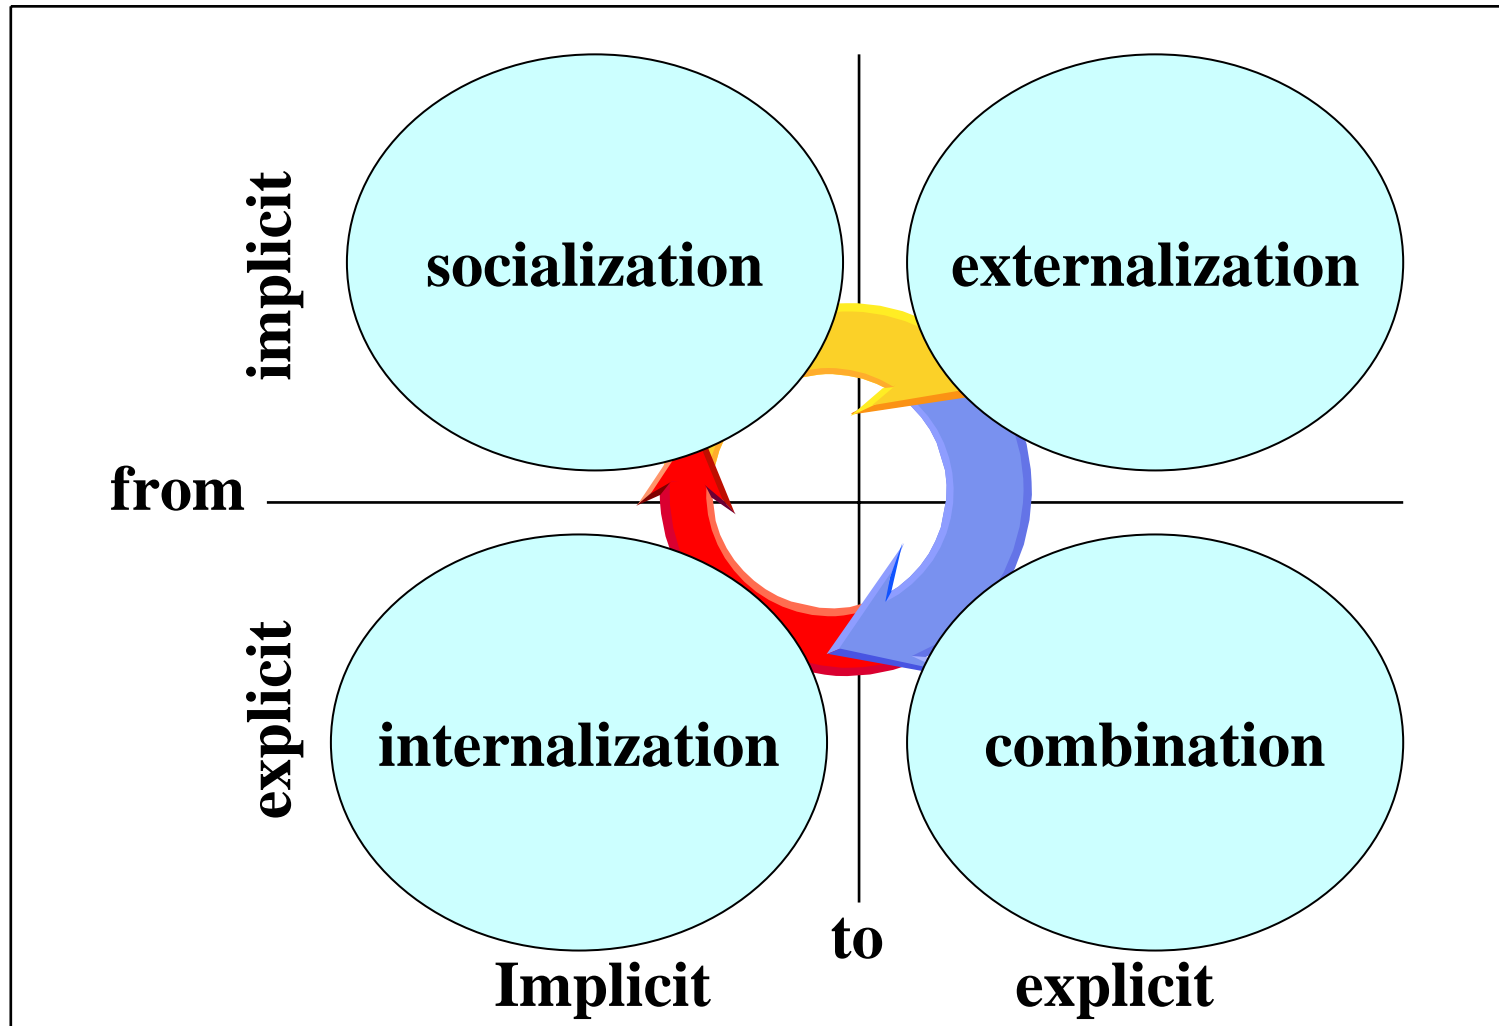 implicit
socialization
externalization
from
explicit
internalization
combination
to
Implicit
explicit